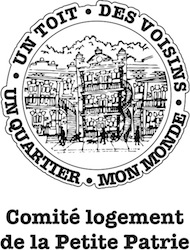 UN TOIT • DES VOISINS •
UN QUARTIER • MON MONDE •
Comité logement
de la Petite Patrie